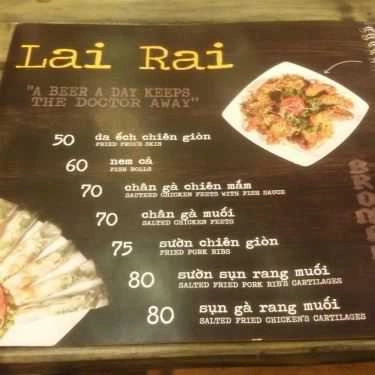 Lai Rai
"A BEER A DAY KEEPS
THE DOCTOR AWAY"
50 da ếch chiên giòn
FRIED FROG'S SKIN
60 nem cá
FISH ROLLS
70 chân gà chiên mắm
SAUTEED CHICKEN FEETS WITH FISH SAUCE
70 chân gà muối
SALTED CHICKEN FEETS
75 sườn chiên giòn
FRIED PORK RIBS
80 sườn sụn rang muối
SALTED FRIED PORK RIB'S CARTILAGES
80 sụn gà rang muối
SALTED FRIED CHICKEN'S CARTILAGES